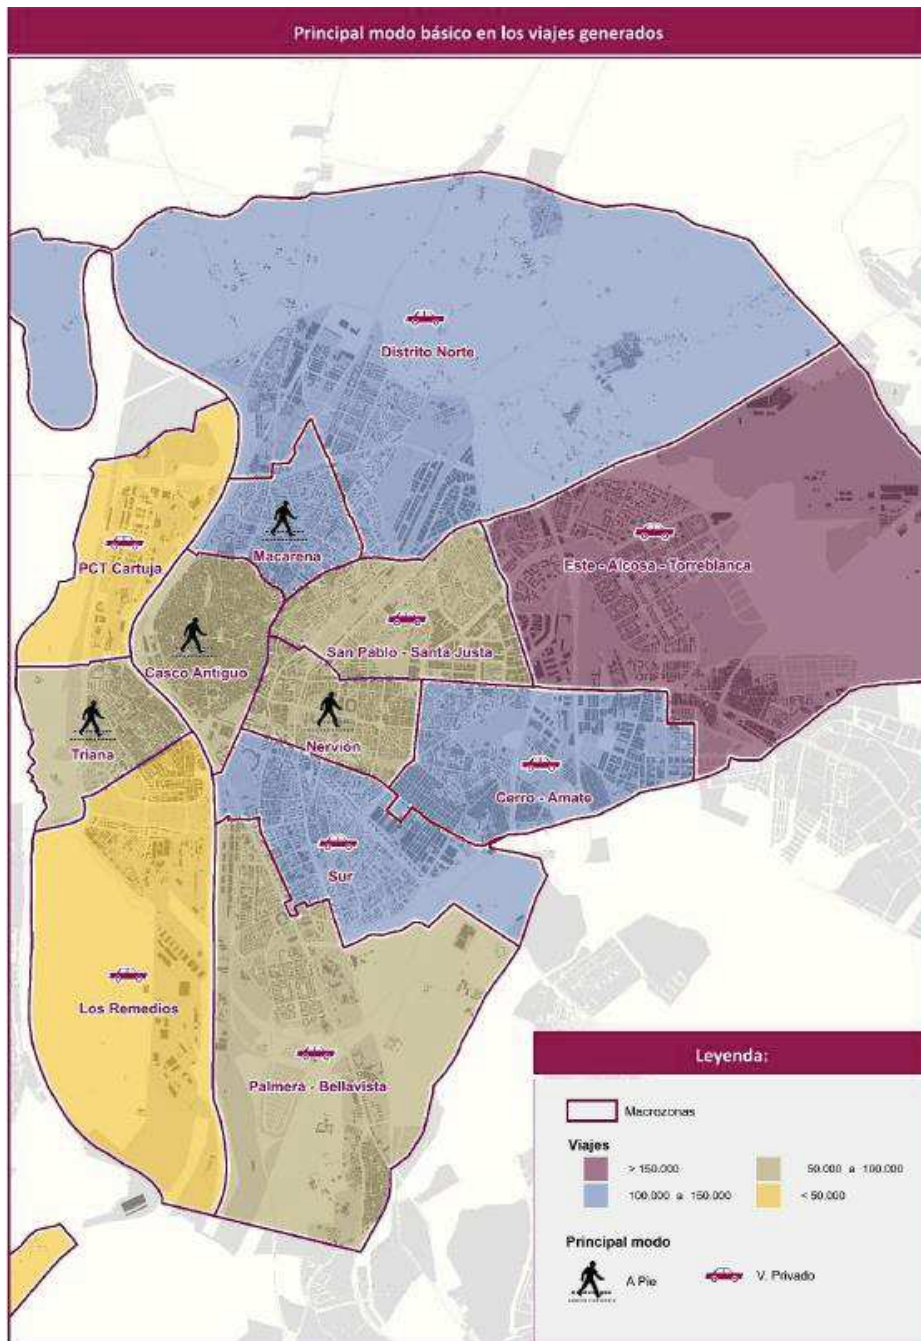 Principal modo básico en los viajes generados
Distrito Norte
Este - Alcosa - Torreblanca
Macarena
PCT Cartuja
San Pablo - Santa Justa
Casco Antiguo
Nervión
Triana
Cerro - Amate
Sur
Los Remedios
Palmera - Bellavista
Leyenda:
Macrozonas
Viajes
> 150.000
50.000 a 100.000
100.000 a 150.000
< 50.000
Principal modo
A Pie
V. Privado